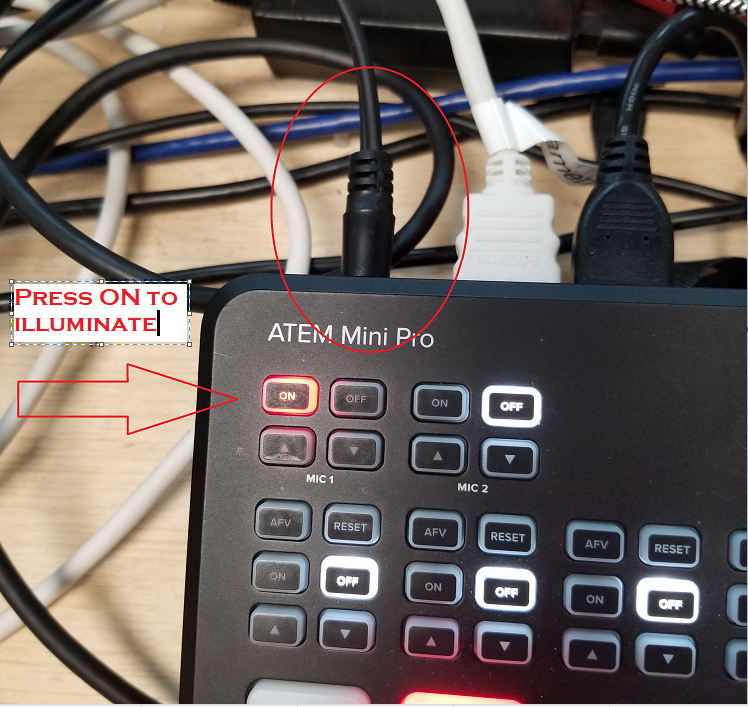 HIGH
Press ON to
illuminate
ATEM Mini Pro
ON OFF ON OFF
MIC 1 MIC 2
AFV RESET AFV RESET AFV RESET
ON OFF ON OFF ON OFF